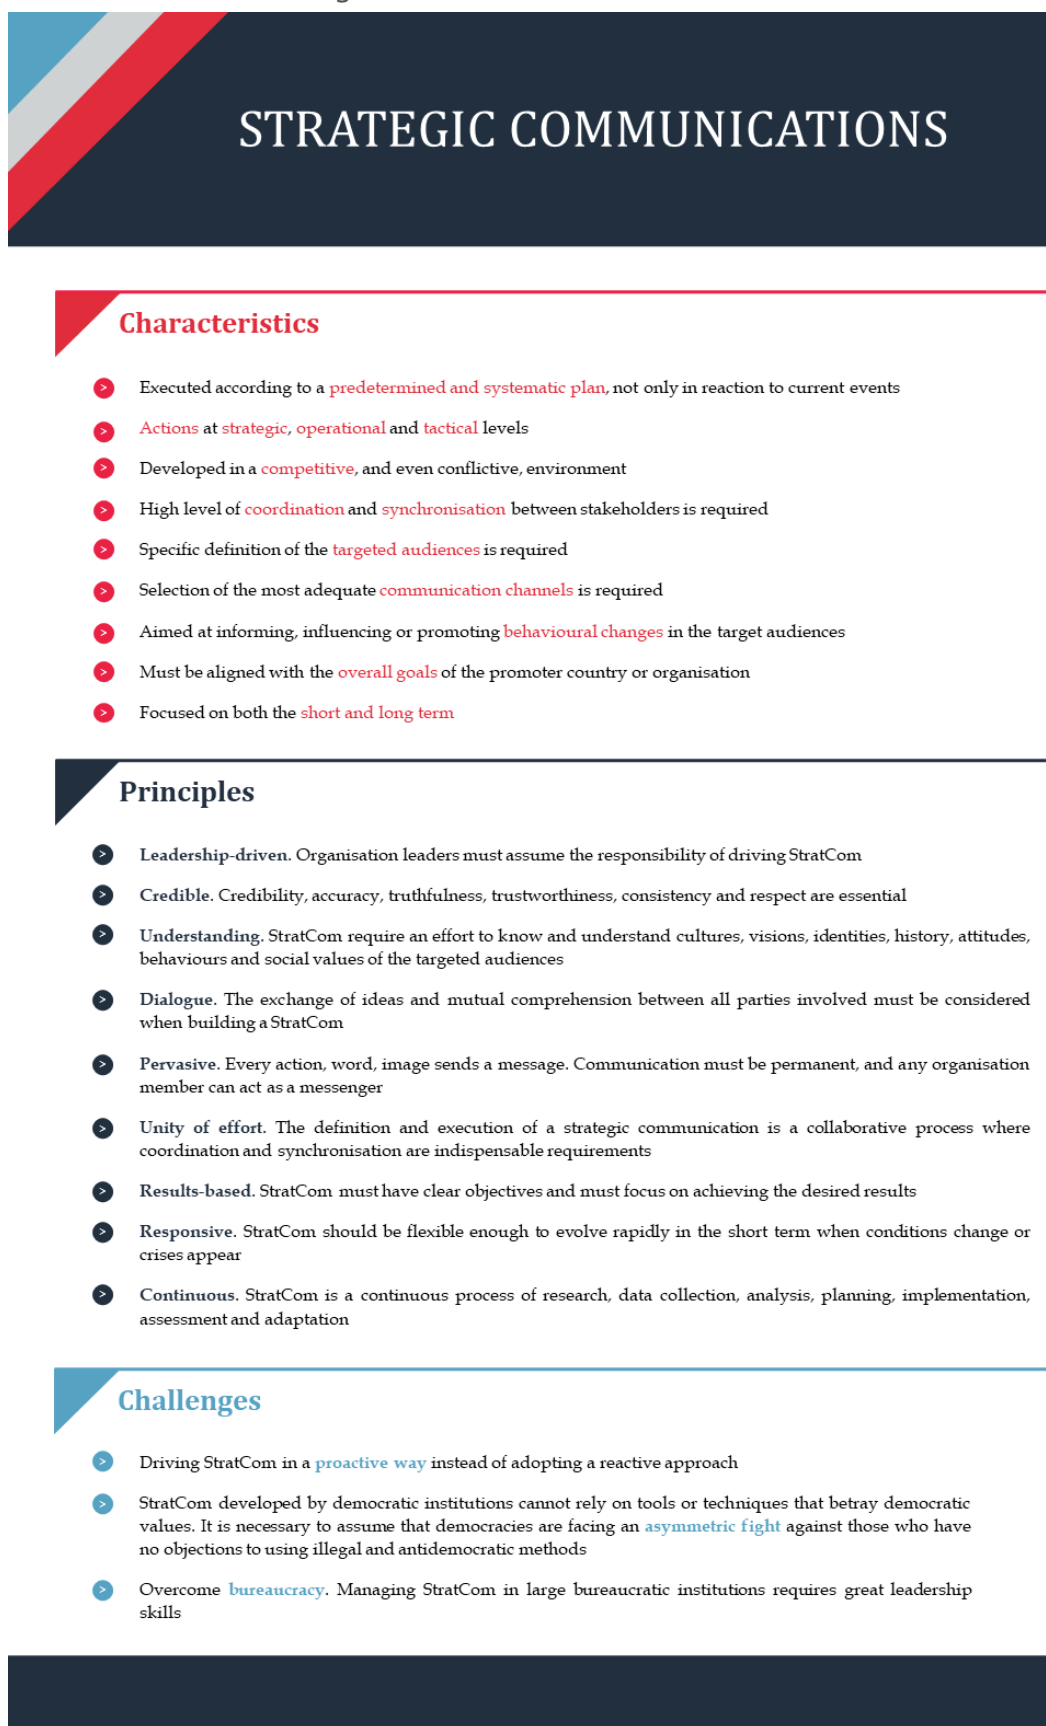 STRATEGIC COMMUNICATIONS
Characteristics
> Executed according to a predetermined and systematic plan, not only in reaction to current events
> Actions at strategic, operational and tactical levels
> Developed in a competitive, and even conflictive, environment
> High level of coordination and synchronisation between stakeholders is required
> Specific definition of the targeted audiences is required
> Selection of the most adequate communication channels is required
> Aimed at informing, influencing or promoting behavioural changes in the target audiences
> Must be aligned with the overall goals of the promoter country or organisation
> Focused on both the short and long term
Principles
> Leadership-driven. Organisation leaders must assume the responsibility of driving StratCom
> Credible. Credibility, accuracy, truthfulness, trustworthiness, consistency and respect are essential
> Understanding. StratCom require an effort to know and understand cultures, visions, identities, history, attitudes,
behaviours and social values of the targeted audiences
> Dialogue. The exchange of ideas and mutual comprehension between all parties involved must be considered
when building a StratCom
> Pervasive. Every action, word, image sends a message. Communication must be permanent, and any organisation
member can act as a messenger
> Unity of effort. The definition and execution of a strategic communication is a collaborative process where
coordination and synchronisation are indispensable requirements
> Results-based. StratCom must have clear objectives and must focus on achieving the desired results
> Responsive. StratCom should be flexible enough to evolve rapidly in the short term when conditions change or
crises appear
> Continuous. StratCom is a continuous process of research, data collection, analysis, planning, implementation,
assessment and adaptation
Challenges
> Driving StratCom in a proactive way instead of adopting a reactive approach
> StratCom developed by democratic institutions cannot rely on tools or techniques that betray democratic
values. It is necessary to assume that democracies are facing an asymmetric fight against those who have
no objections to using illegal and antidemocratic methods
> Overcome bureaucracy. Managing StratCom in large bureaucratic institutions requires great leadership
skills